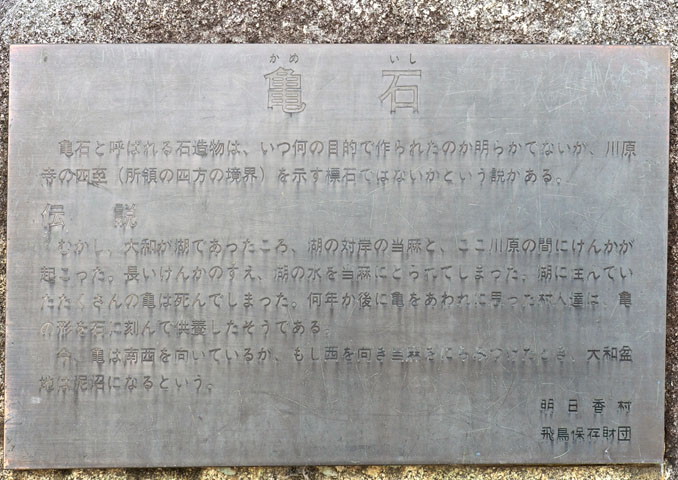 かめ いし
亀 石
亀石と呼ばれる石造物は、いつ何の目的で作られたのか明らかでないが、川原
寺の四至(所領の四方の境界)を示す標石ではないかという説がある。
伝 説
むかし、大和が湖であったころ、湖の対岸の当麻と、ここ川原の間にけんかが
起こった。長いけんかのすえ、湖の水を当麻にとられてしまった。湖に住んでい
たたくさんの亀は死んでしまった。何年か後に亀をあわれに思った村人達は、亀
の形を石に刻んで供養したそうである。
今、亀は南西を向いているが、もし西を向き当麻をにらみつけたとき、大和盆
地は泥沼になるという。
明日香村
飛鳥保存財団